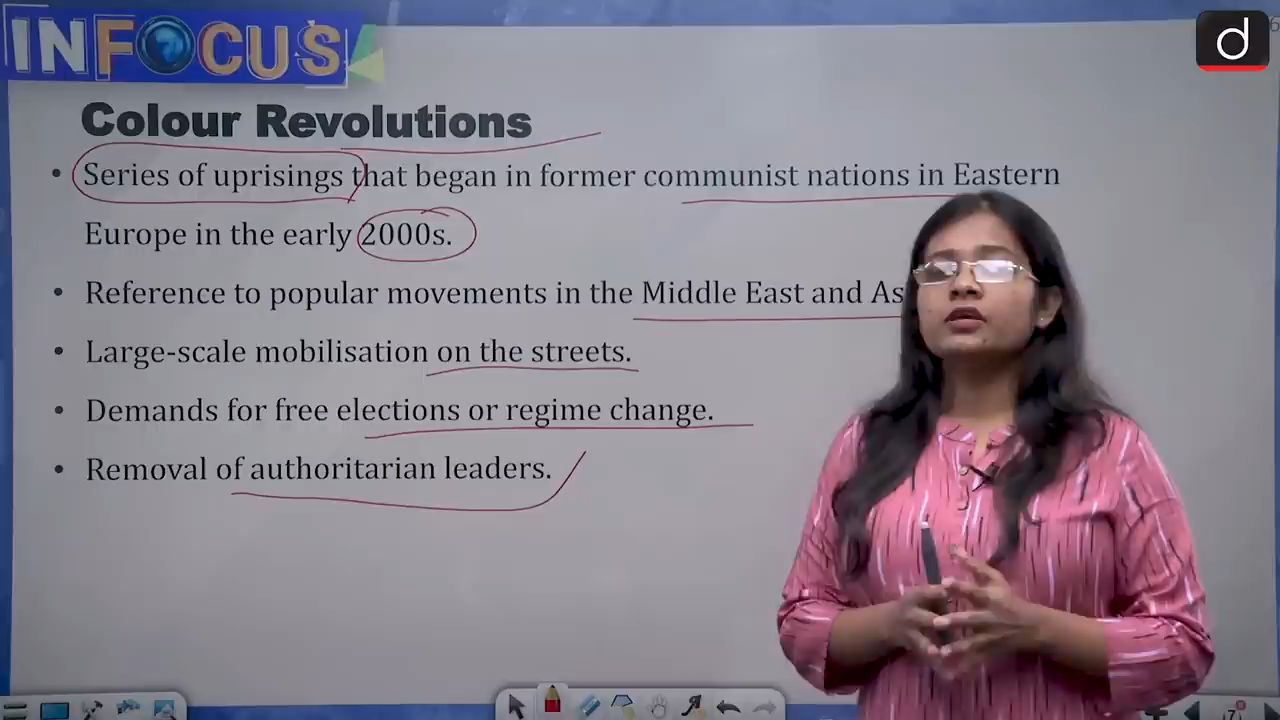 INFOCUS
d
Colour Revolutions
• Series of uprisings that began in former communist nations in Eastern
Europe in the early 2000s.
• Reference to popular movements in the Middle East and As
• Large-scale mobilisation on the streets.
• Demands for free elections or regime change.
• Removal of authoritarian leaders.
7